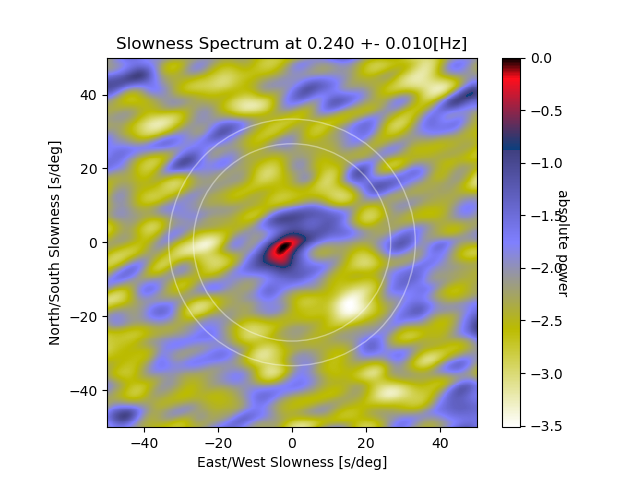 Slowness Spectrum at 0.240 +- 0.010[Hz]
North/South Slowness [s/deg]
40
20
0
−20
−40
−40 −20 0 20 40
East/West Slowness [s/deg]
0.0
−0.5
−1.0
−1.5
−2.0
−2.5
−3.0
−3.5
absolute power